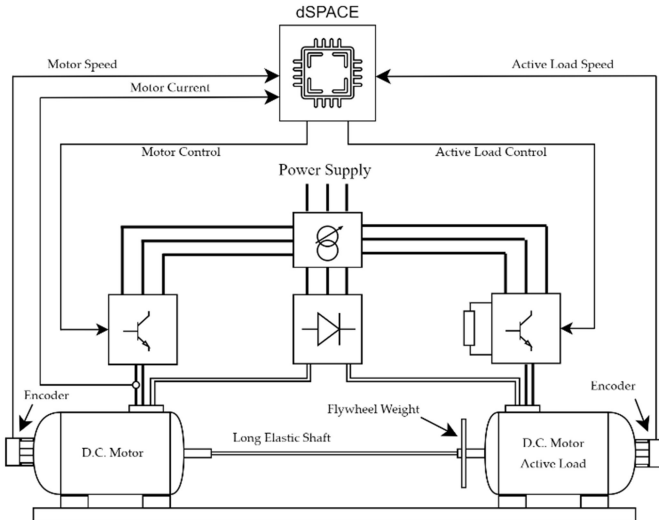 dSPACE
Motor Speed
Active Load Speed
Motor Current
Motor Control
Active Load Control
Power Supply
Encoder
Encoder
Flywheel Weight
Long Elastic Shaft
D.C. Motor
D.C. Motor
Active Load